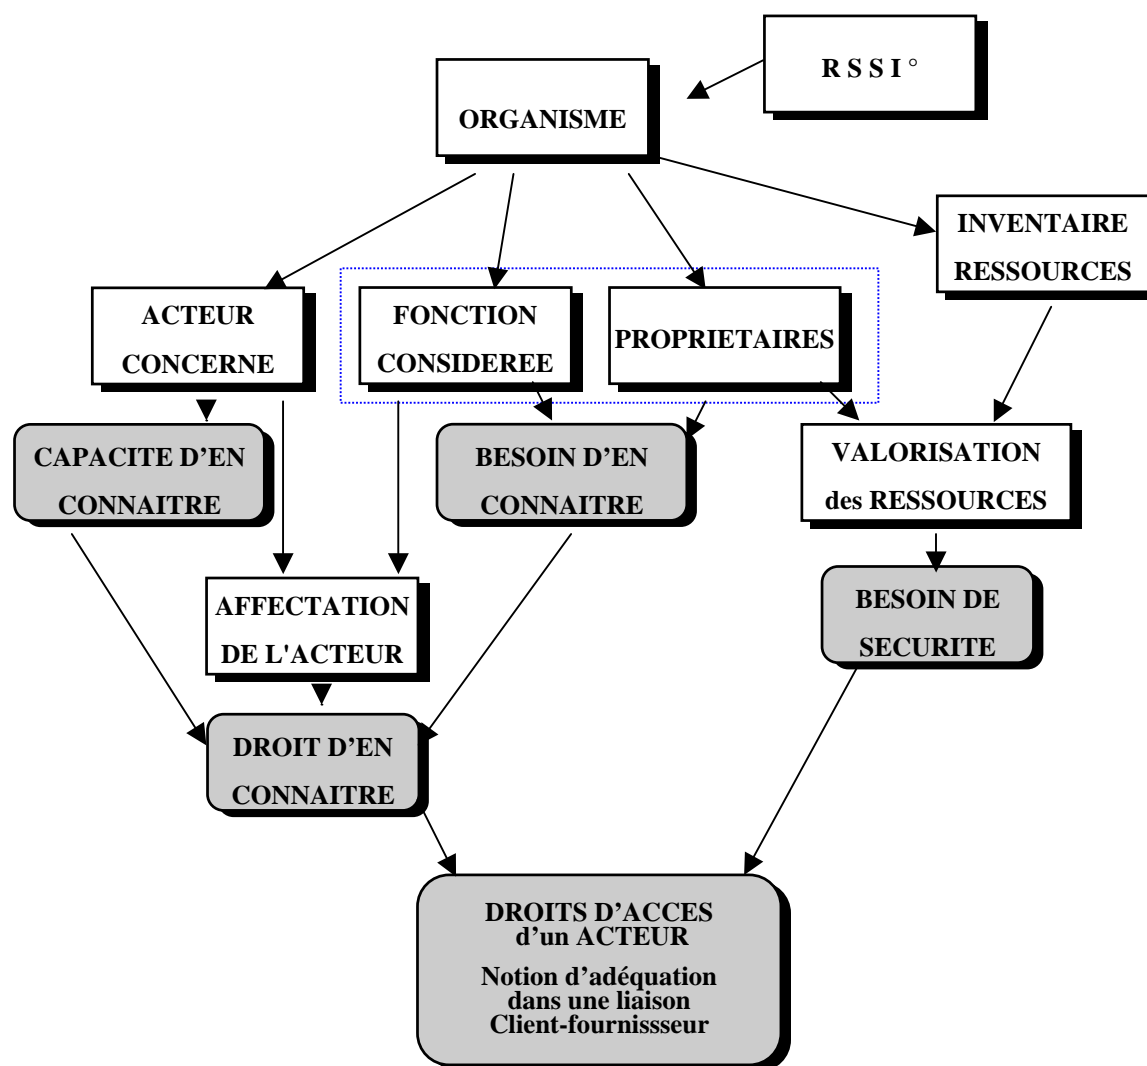 R S S I °
ORGANISME
INVENTAIRE
RESSOURCES
ACTEUR
CONCERNE
FONCTION
CONSIDEREE
PROPRIETAIRES
CAPACITE D’EN
CONNAITRE
BESOIN D’EN
CONNAITRE
VALORISATION
des RESSOURCES
AFFECTATION
DE L'ACTEUR
BESOIN DE
SECURITE
DROIT D’EN
CONNAITRE
DROITS D’ACCES
d’un ACTEUR
Notion d’adéquation
dans une liaison
Client-fournissseur